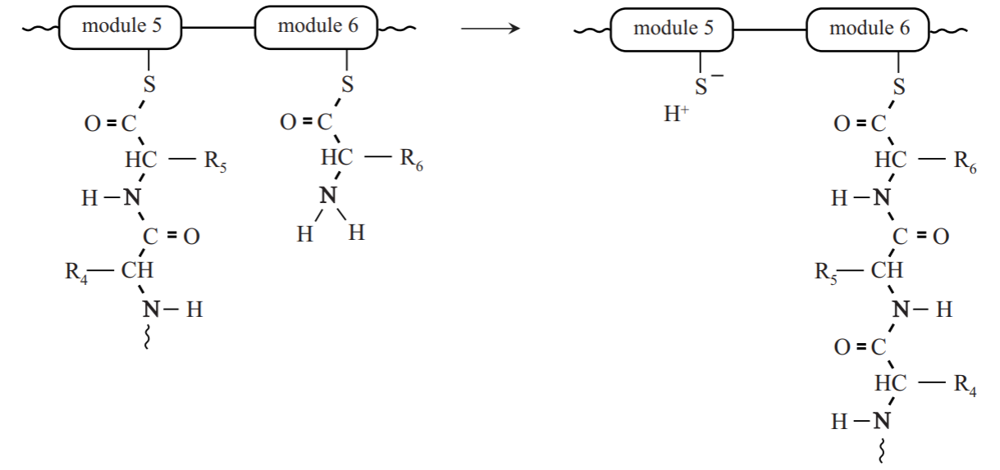 module 5 module 6 module 5 module 6
S S S⁻ S
H⁺
O = C O = C O = C
HC — R₅ HC — R₆ HC — R₆
H — N N H — N
H H
C = O C = O
R₄ — CH R₅ — CH
N — H N — H
O = C
HC — R₄
H — N